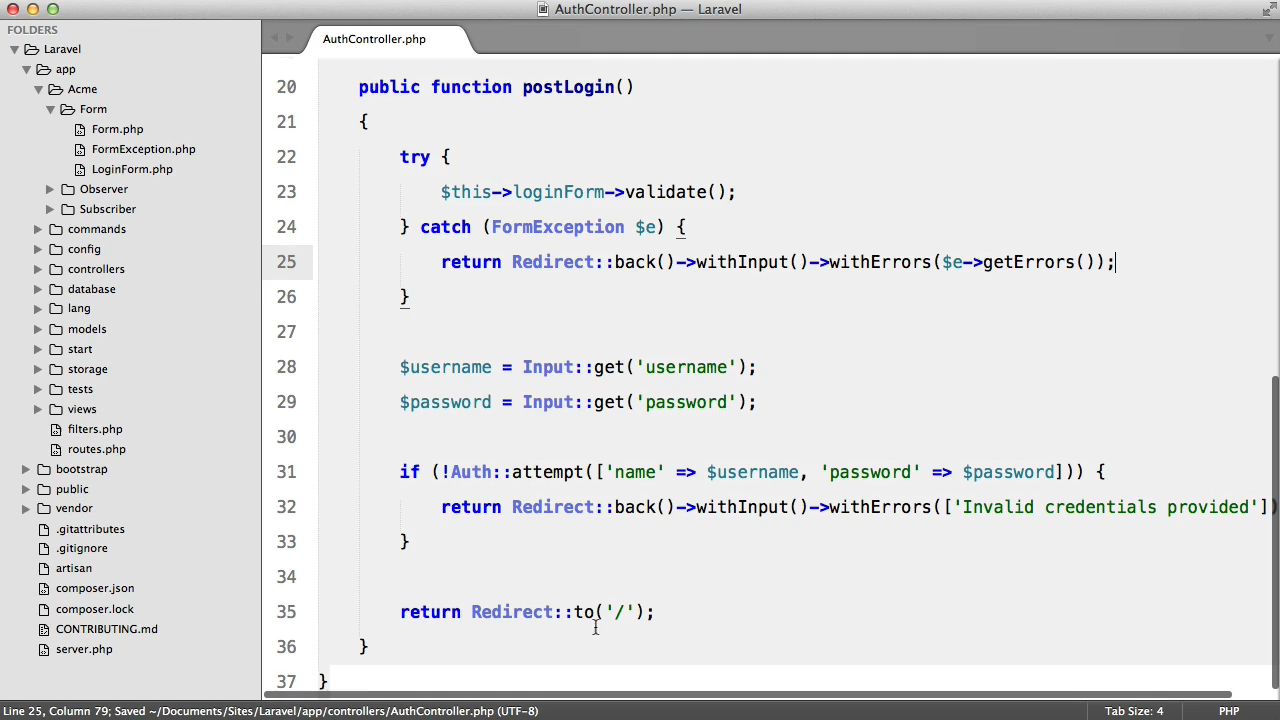 AuthController.php — Laravel
FOLDERS
Laravel
app
Acme
Form
Form.php
FormException.php
LoginForm.php
Observer
Subscriber
commands
config
controllers
database
lang
models
start
storage
tests
views
filters.php
routes.php
bootstrap
public
vendor
.gitattributes
.gitignore
artisan
composer.json
composer.lock
CONTRIBUTING.md
server.php
AuthController.php
20 public function postLogin()
21 {
22 try {
23 $this->loginForm->validate();
24 } catch (FormException $e) {
25 return Redirect::back()->withInput()->withErrors($e->getErrors());
26 }
27
28 $username = Input::get('username');
29 $password = Input::get('password');
30
31 if (!Auth::attempt(['name' => $username, 'password' => $password])) {
32 return Redirect::back()->withInput()->withErrors(['Invalid credentials provided'])
33 }
34
35 return Redirect::to('/');
36 }
37 }
Line 25, Column 79; Saved ~/Documents/Sites/Laravel/app/controllers/AuthController.php (UTF-8)
Tab Size: 4
PHP